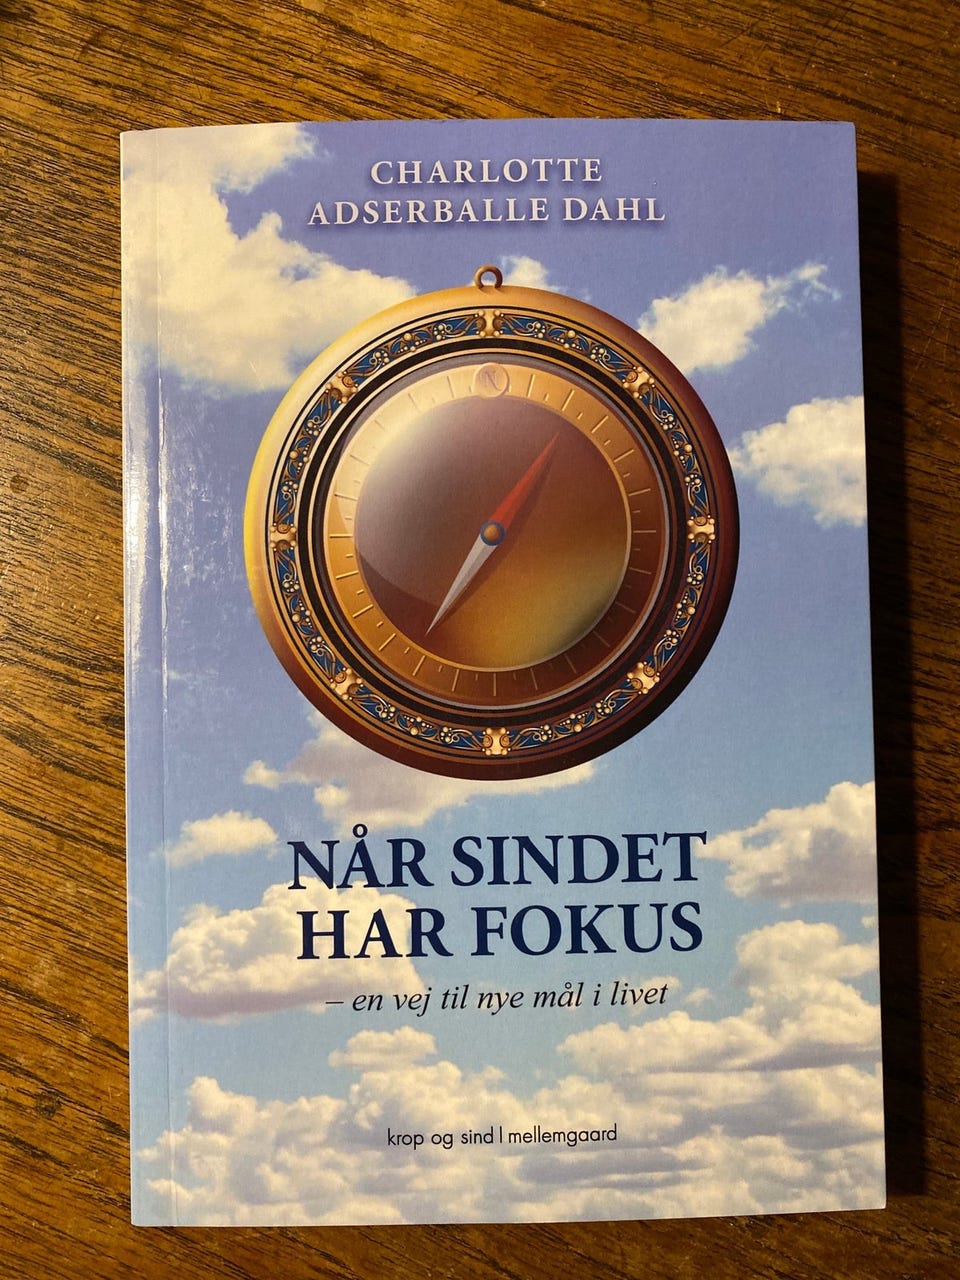 CHARLOTTE
ADSERBALLE DAHL
N
NÅR SINDET
HAR FOKUS
– en vej til nye mål i livet
krop og sind | mellemgaard